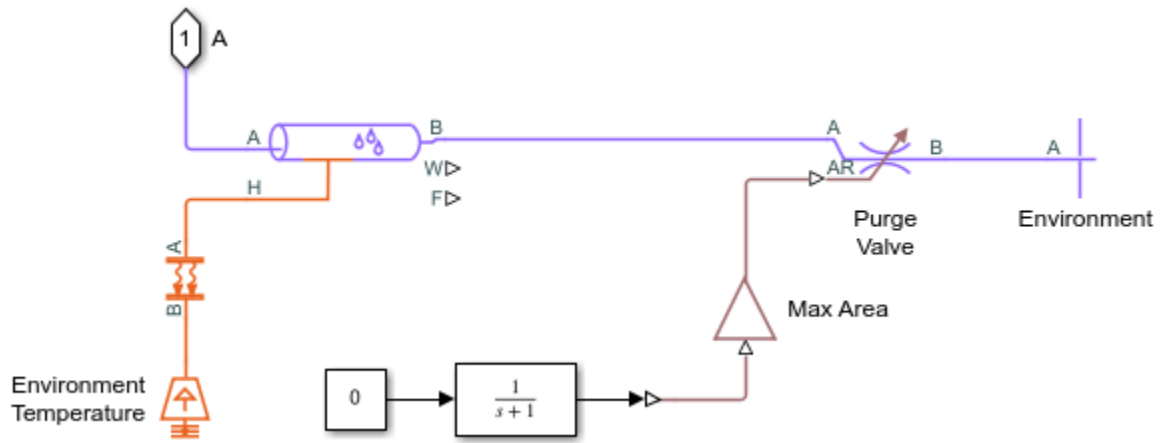 1 A
A
B
A
B
A
W
AR
F
H
Purge
Valve
Environment
A
B
Max Area
Environment
Temperature
0
1
s + 1